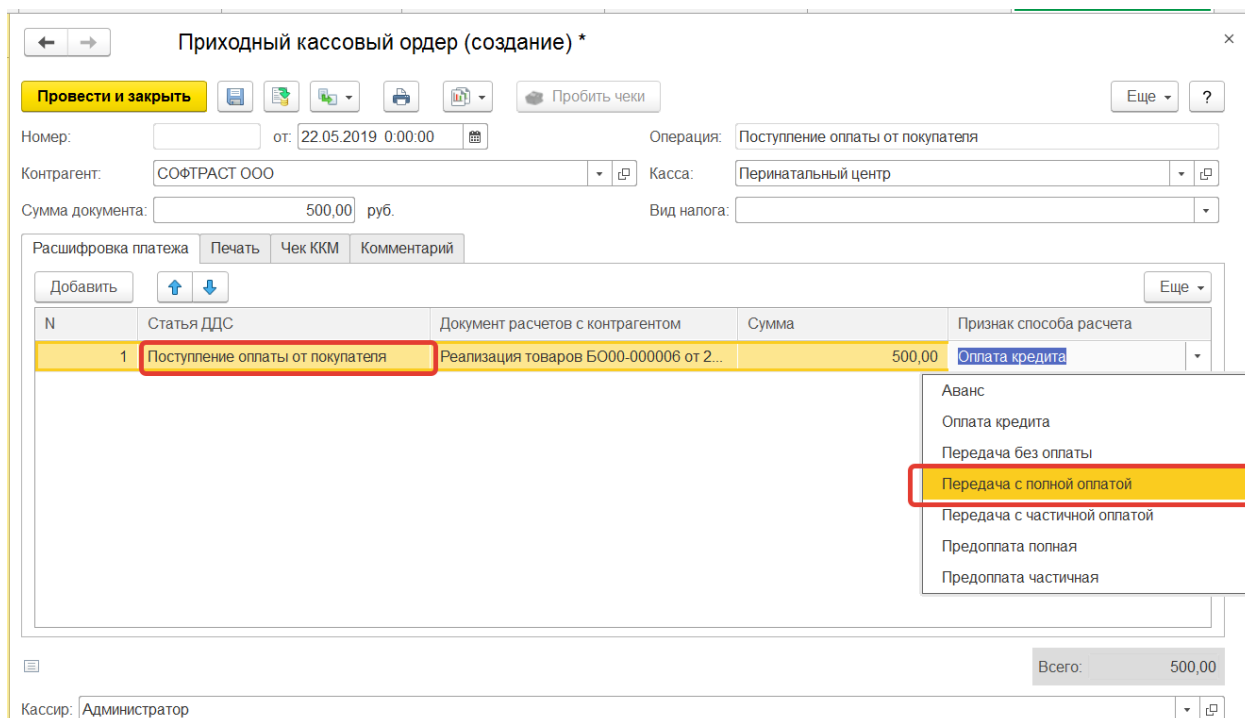 Приходный кассовый ордер (создание) *
Провести и закрыть Пробить чеки Еще ?
Номер: от: 22.05.2019 0:00:00 Операция: Поступление оплаты от покупателя
Контрагент: СОФТРАСТ ООО Касса: Перинатальный центр
Сумма документа: 500,00 руб. Вид налога:
Расшифровка платежа Печать Чек ККМ Комментарий
Добавить Еще
N Статья ДДС Документ расчетов с контрагентом Сумма Признак способа расчета
1 Поступление оплаты от покупателя Реализация товаров БО00-000006 от 2... 500,00 Оплата кредита
Аванс
Оплата кредита
Передача без оплаты
Передача с полной оплатой
Передача с частичной оплатой
Предоплата полная
Предоплата частичная
Всего: 500,00
Кассир: Администратор